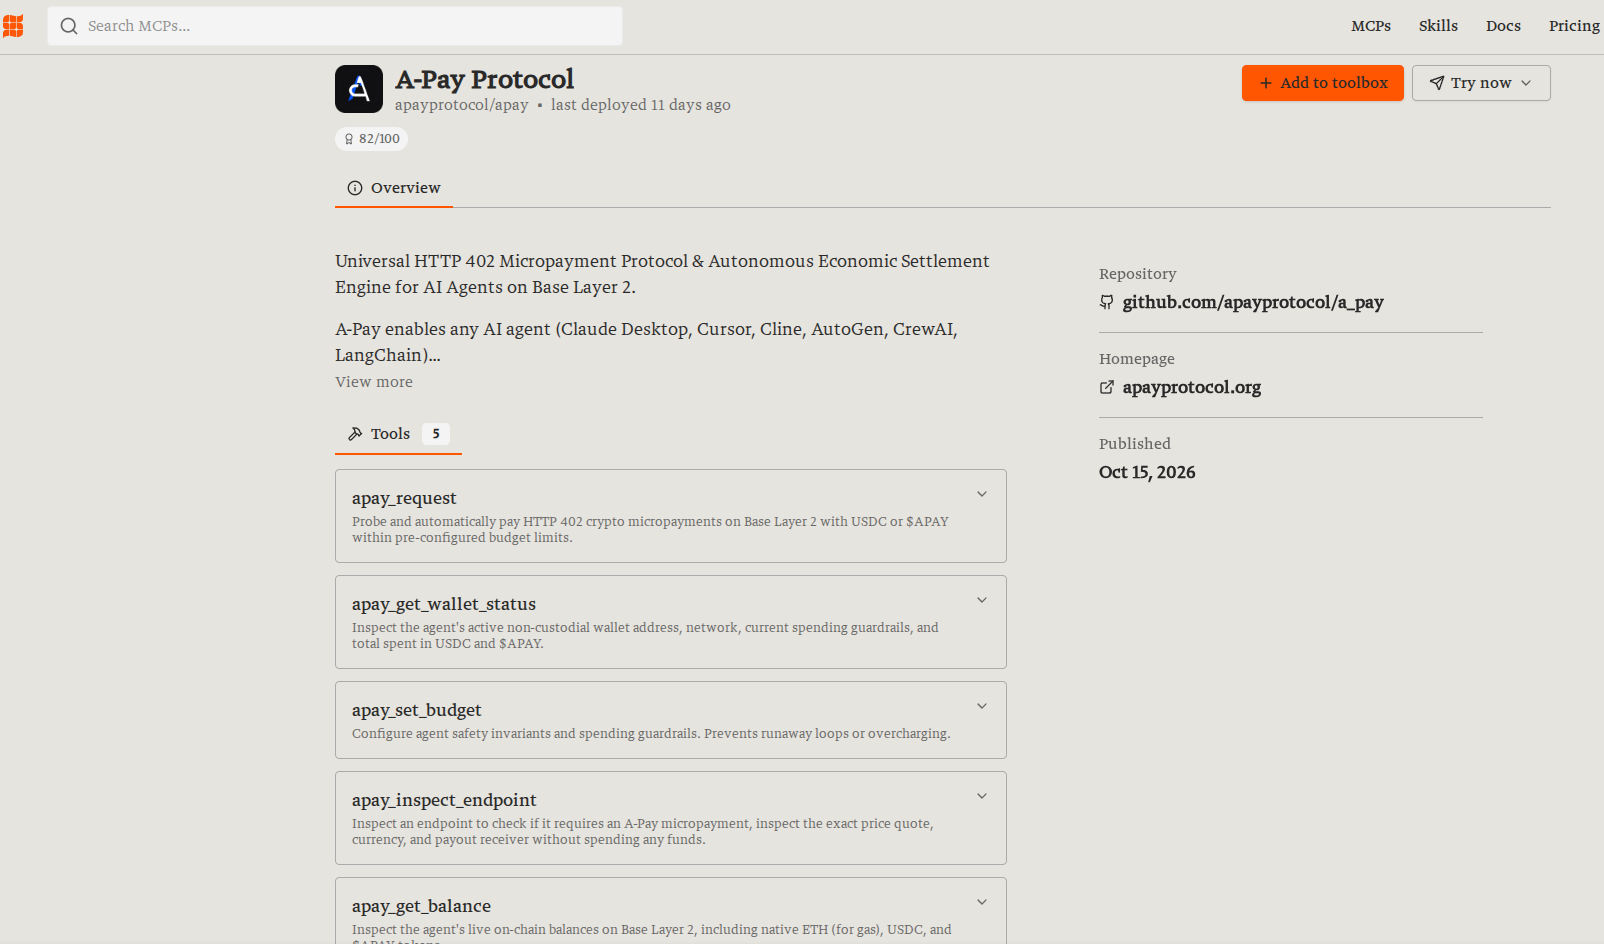 Search MCPs...
MCPs
Skills
Docs
Pricing
A-Pay Protocol
apayprotocol/apay ▪ last deployed 11 days ago
+ Add to toolbox
Try now
82/100
Overview
Universal HTTP 402 Micropayment Protocol & Autonomous Economic Settlement
Engine for AI Agents on Base Layer 2.
A-Pay enables any AI agent (Claude Desktop, Cursor, Cline, AutoGen, CrewAI,
LangChain)...
View more
Tools 5
apay_request
Probe and automatically pay HTTP 402 crypto micropayments on Base Layer 2 with USDC or $APAY
within pre-configured budget limits.
apay_get_wallet_status
Inspect the agent's active non-custodial wallet address, network, current spending guardrails, and
total spent in USDC and $APAY.
apay_set_budget
Configure agent safety invariants and spending guardrails. Prevents runaway loops or overcharging.
apay_inspect_endpoint
Inspect an endpoint to check if it requires an A-Pay micropayment, inspect the exact price quote,
currency, and payout receiver without spending any funds.
apay_get_balance
Inspect the agent's live on-chain balances on Base Layer 2, including native ETH (for gas), USDC, and
$APAY tokens.
Repository
github.com/apayprotocol/a_pay
Homepage
apayprotocol.org
Published
Oct 15, 2026